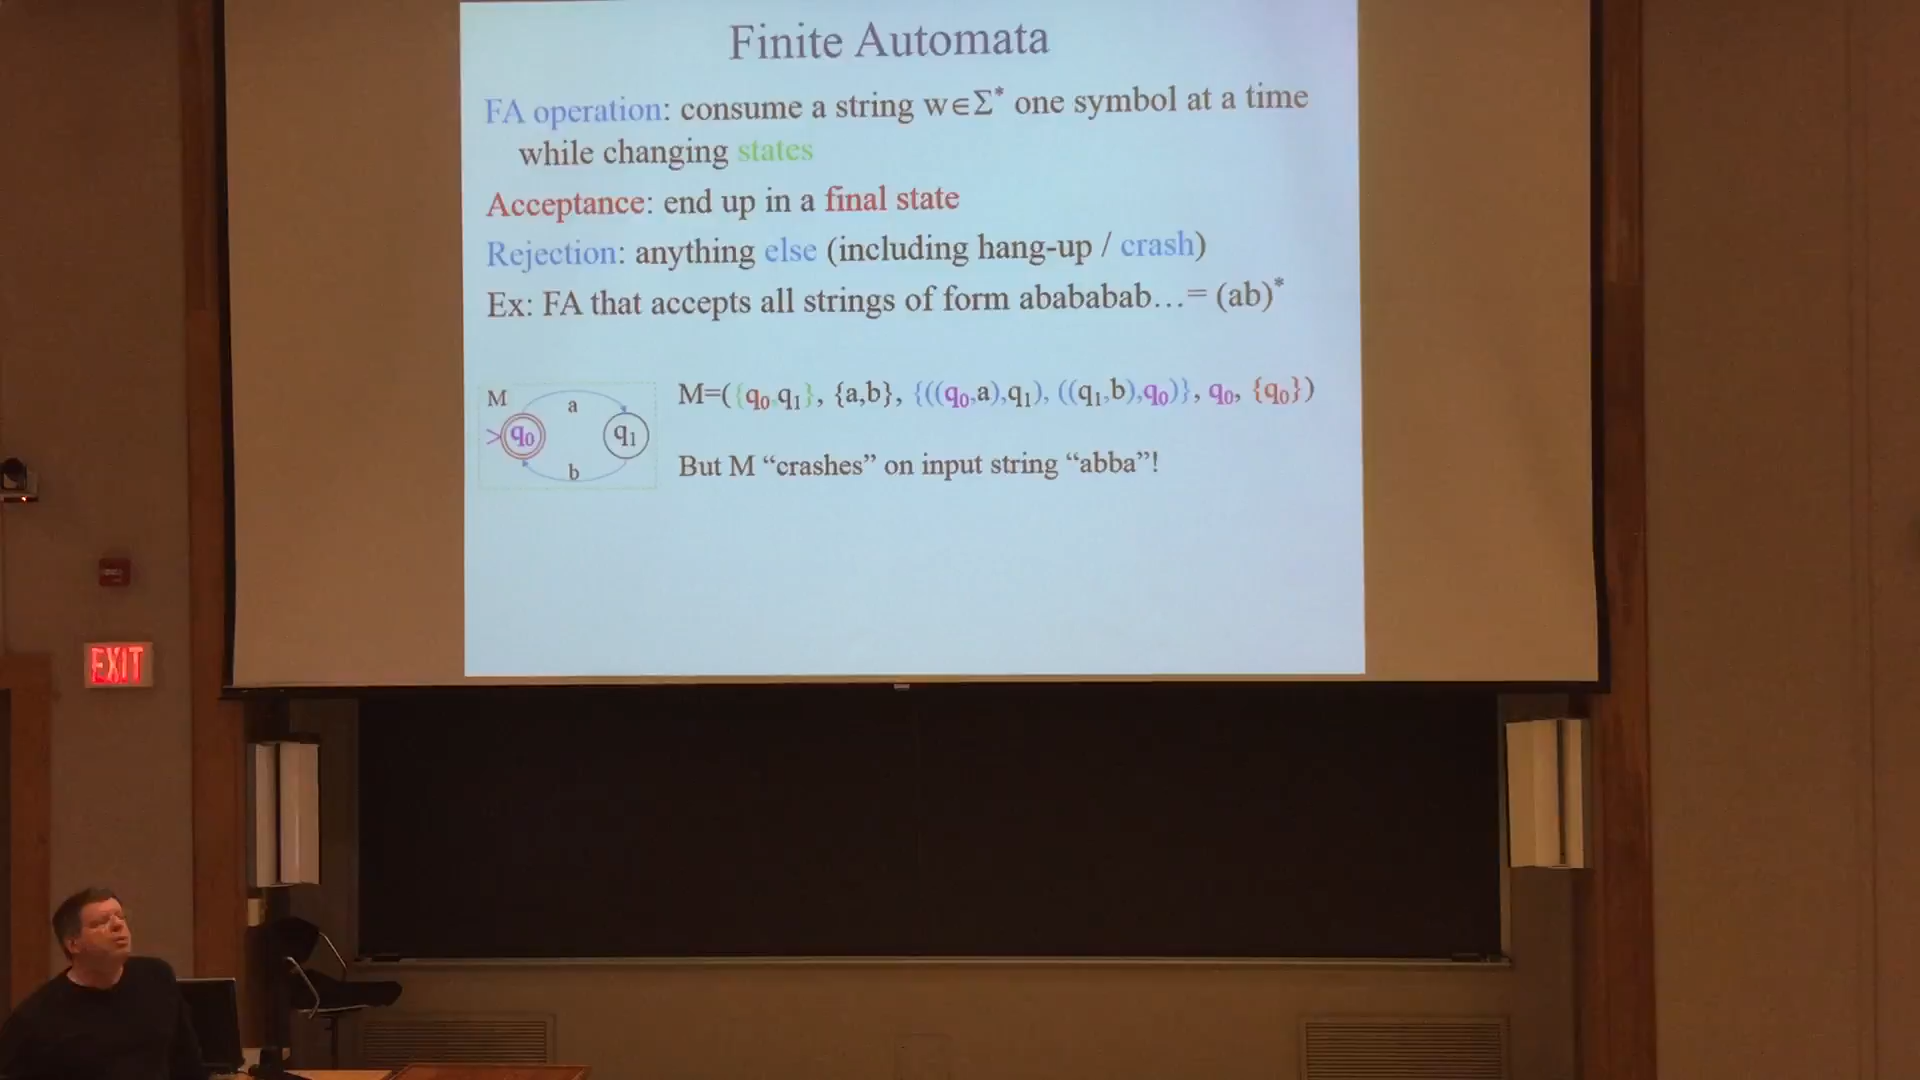 Finite Automata
FA operation: consume a string w∈Σ* one symbol at a time
while changing states
Acceptance: end up in a final state
Rejection: anything else (including hang-up / crash)
Ex: FA that accepts all strings of form abababab…= (ab)*
M
a
>q₀
q₁
b
M=({q₀,q₁}, {a,b}, {((q₀,a),q₁), ((q₁,b),q₀)}, q₀, {q₀})
But M “crashes” on input string “abba”!
EXIT